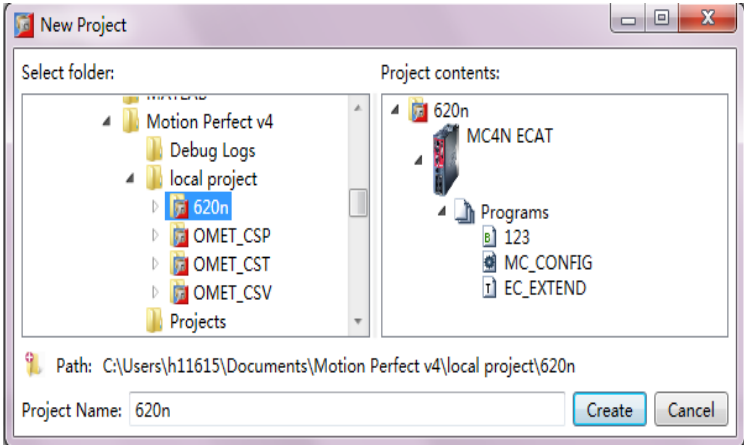 New Project
Select folder:
Project contents:
MATLAB
Motion Perfect v4
Debug Logs
local project
620n
OMET_CSP
OMET_CST
OMET_CSV
Projects
620n
MC4N ECAT
Programs
123
MC_CONFIG
EC_EXTEND
Path: C:\Users\h11615\Documents\Motion Perfect v4\local project\620n
Project Name: 620n
Create
Cancel